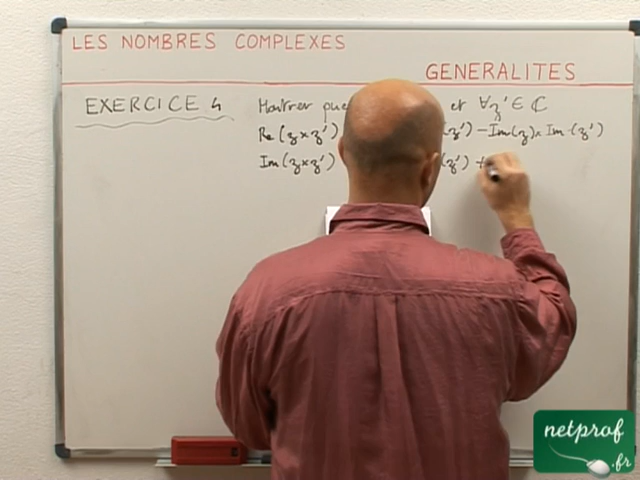 LES NOMBRES COMPLEXES
GENERALITES
EXERCICE 4
Montrer que et ∀z' ∈ ℂ
Re(z×z') (z') - Im(z)× Im(z')
Im(z×z') (z') +
netprof
.fr